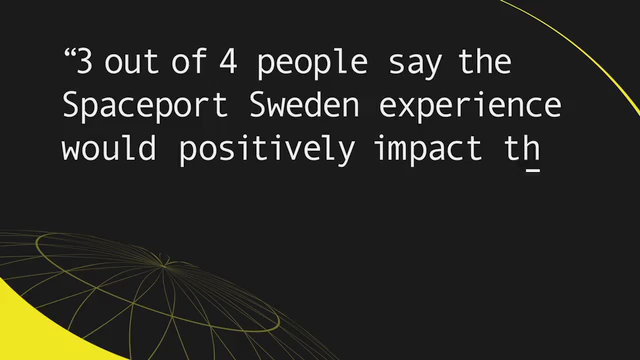 “3 out of 4 people say the
Spaceport Sweden experience
would positively impact th